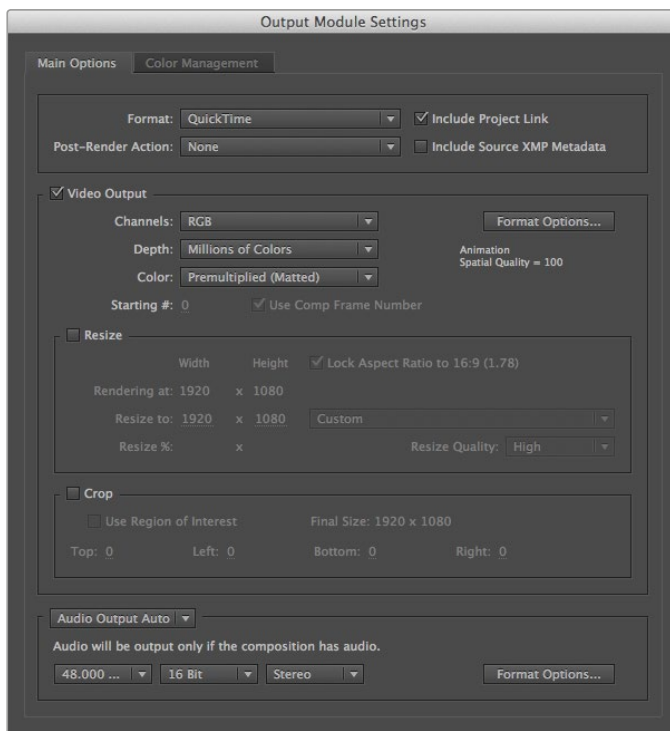 Output Module Settings
Main Options Color Management
Format: QuickTime Include Project Link
Post-Render Action: None Include Source XMP Metadata
Video Output
Channels: RGB Format Options...
Depth: Millions of Colors Animation
Spatial Quality = 100
Color: Premultiplied (Matted)
Starting #: 0 Use Comp Frame Number
Resize
Width Height Lock Aspect Ratio to 16:9 (1.78)
Rendering at: 1920 x 1080
Resize to: 1920 x 1080 Custom
Resize %: x Resize Quality: High
Crop
Use Region of Interest Final Size: 1920 x 1080
Top: 0 Left: 0 Bottom: 0 Right: 0
Audio Output Auto
Audio will be output only if the composition has audio.
48.000 ... 16 Bit Stereo Format Options...